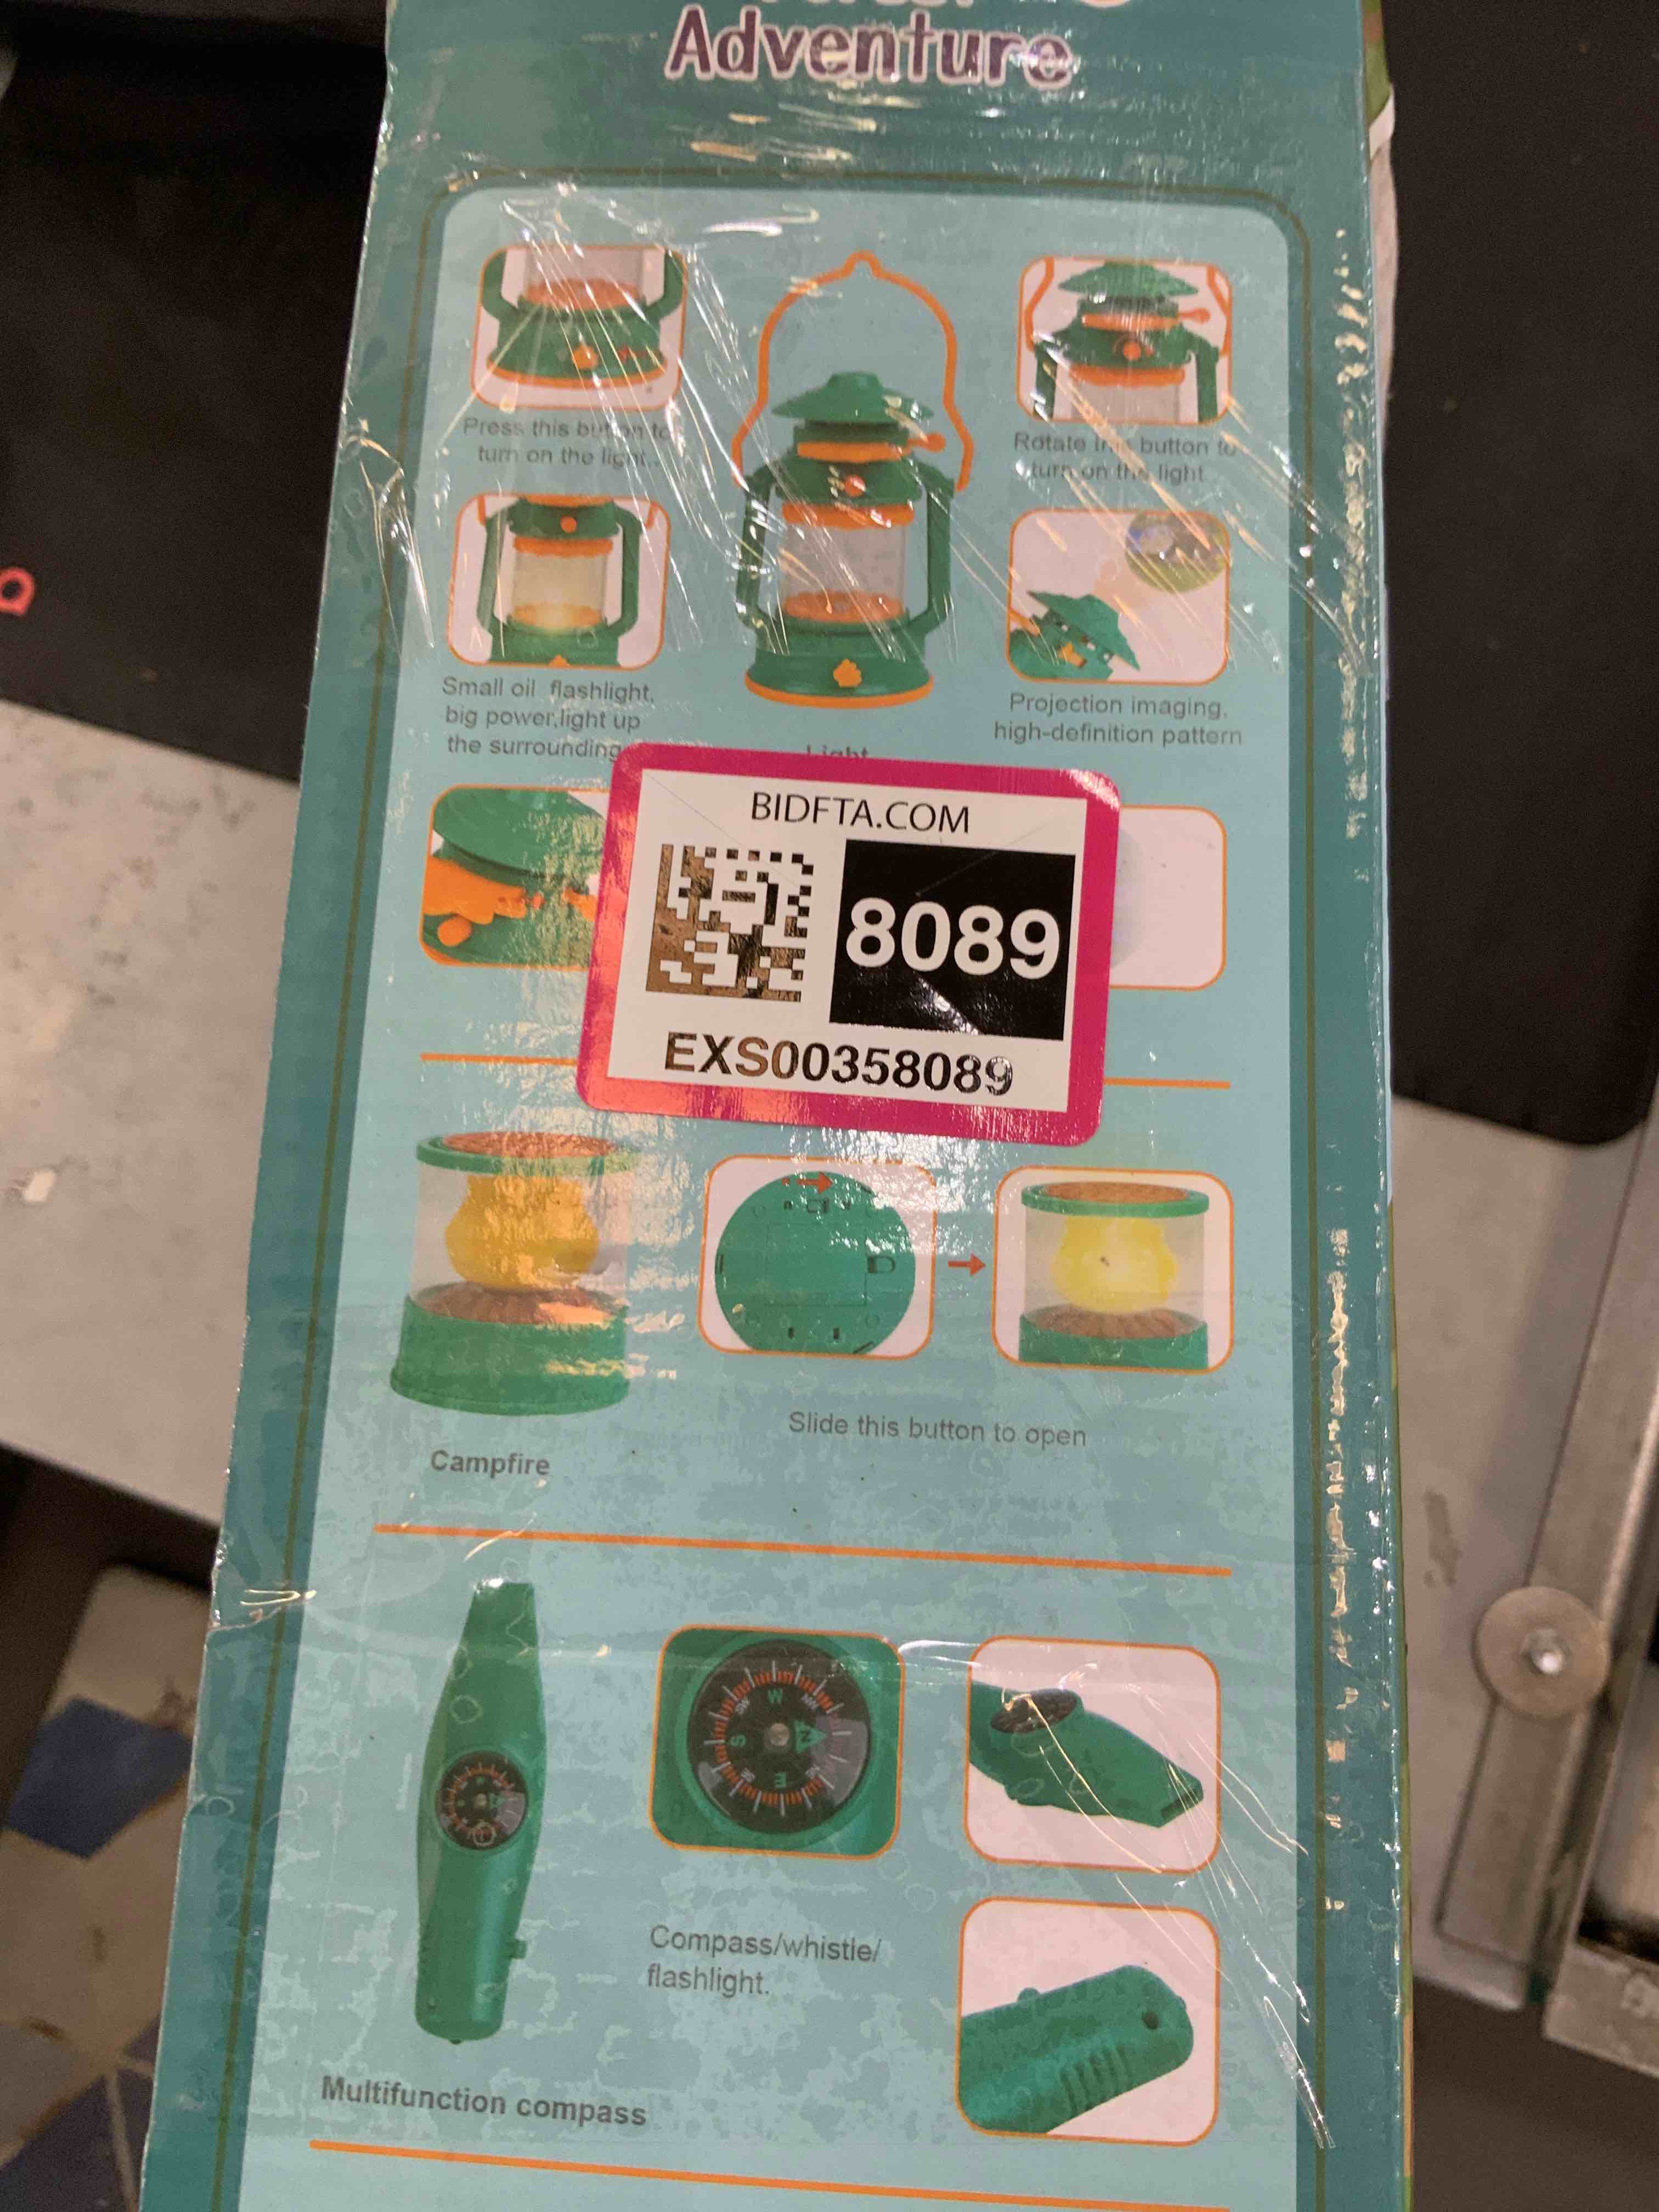 Adventure
Press this button to
turn on the light.
Rotate this button to
turn on the light.
Small oil flashlight,
big power,light up
the surrounding
Light
Projection imaging,
high-definition pattern
BIDFTA.COM
8089
EXS00358089
Campfire
Slide this button to open
W
S
N
E
Compass/whistle/
flashlight.
Multifunction compass